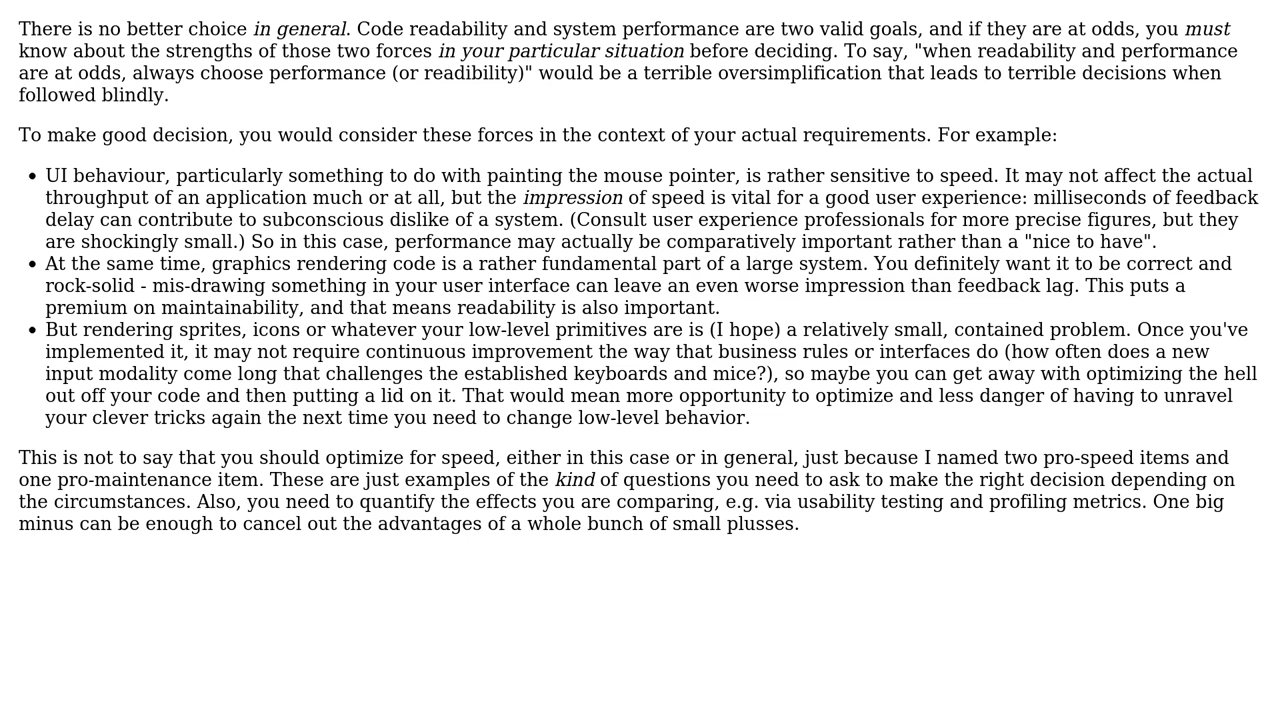 There is no better choice in general. Code readability and system performance are two valid goals, and if they are at odds, you must
know about the strengths of those two forces in your particular situation before deciding. To say, "when readability and performance
are at odds, always choose performance (or readibility)" would be a terrible oversimplification that leads to terrible decisions when
followed blindly.
To make good decision, you would consider these forces in the context of your actual requirements. For example:
• UI behaviour, particularly something to do with painting the mouse pointer, is rather sensitive to speed. It may not affect the actual
throughput of an application much or at all, but the impression of speed is vital for a good user experience: milliseconds of feedback
delay can contribute to subconscious dislike of a system. (Consult user experience professionals for more precise figures, but they
are shockingly small.) So in this case, performance may actually be comparatively important rather than a "nice to have".
• At the same time, graphics rendering code is a rather fundamental part of a large system. You definitely want it to be correct and
rock-solid - mis-drawing something in your user interface can leave an even worse impression than feedback lag. This puts a
premium on maintainability, and that means readability is also important.
• But rendering sprites, icons or whatever your low-level primitives are is (I hope) a relatively small, contained problem. Once you've
implemented it, it may not require continuous improvement the way that business rules or interfaces do (how often does a new
input modality come long that challenges the established keyboards and mice?), so maybe you can get away with optimizing the hell
out off your code and then putting a lid on it. That would mean more opportunity to optimize and less danger of having to unravel
your clever tricks again the next time you need to change low-level behavior.
This is not to say that you should optimize for speed, either in this case or in general, just because I named two pro-speed items and
one pro-maintenance item. These are just examples of the kind of questions you need to ask to make the right decision depending on
the circumstances. Also, you need to quantify the effects you are comparing, e.g. via usability testing and profiling metrics. One big
minus can be enough to cancel out the advantages of a whole bunch of small plusses.